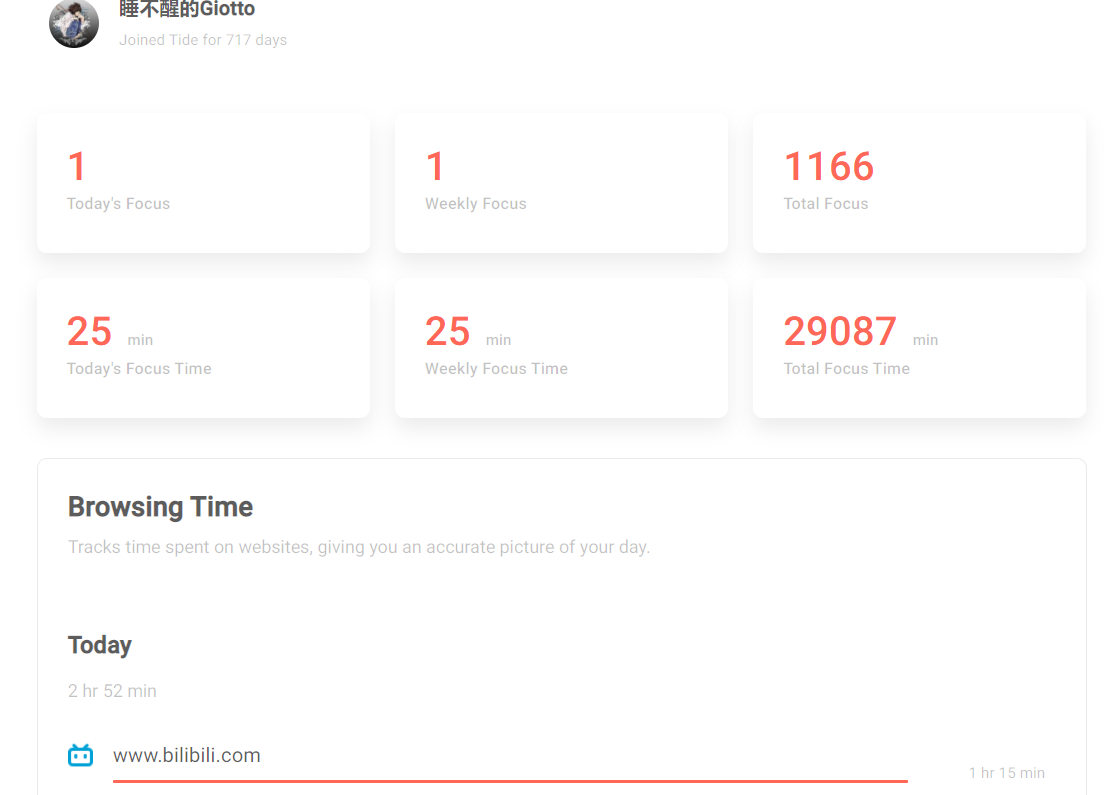 睡不醒的Giotto
Joined Tide for 717 days
1
Today's Focus
1
Weekly Focus
1166
Total Focus
25 min
Today's Focus Time
25 min
Weekly Focus Time
29087 min
Total Focus Time
Browsing Time
Tracks time spent on websites, giving you an accurate picture of your day.
Today
2 hr 52 min
www.bilibili.com
1 hr 15 min